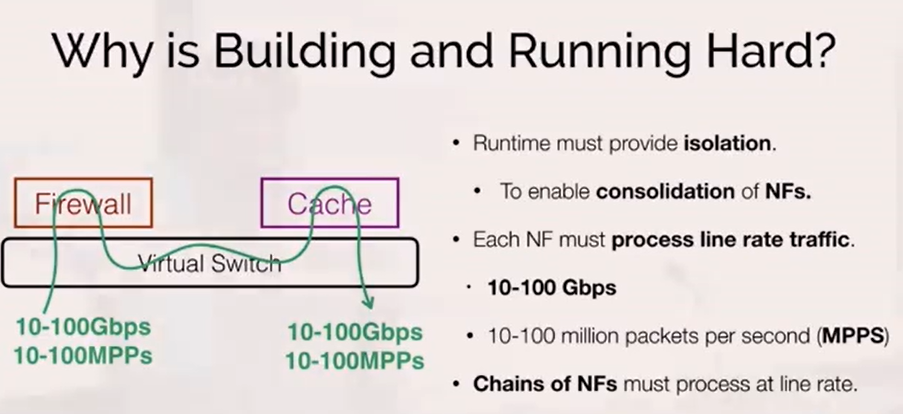 Why is Building and Running Hard?
Firewall
Cache
Virtual Switch
10-100Gbps
10-100MPPs
10-100Gbps
10-100MPPs
• Runtime must provide isolation.
• To enable consolidation of NFs.
• Each NF must process line rate traffic.
· 10-100 Gbps
• 10-100 million packets per second (MPPS)
• Chains of NFs must process at line rate.